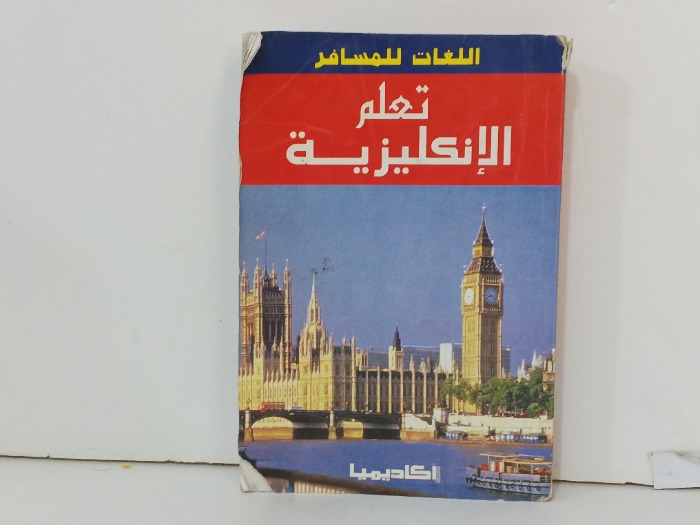 اللغات للمسافر
تعلم
الإنكليزية
أكاديميا